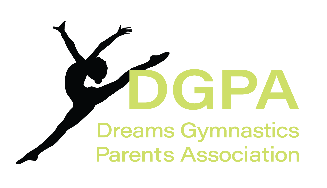 DGPA
Dreams Gymnastics
Parents Association